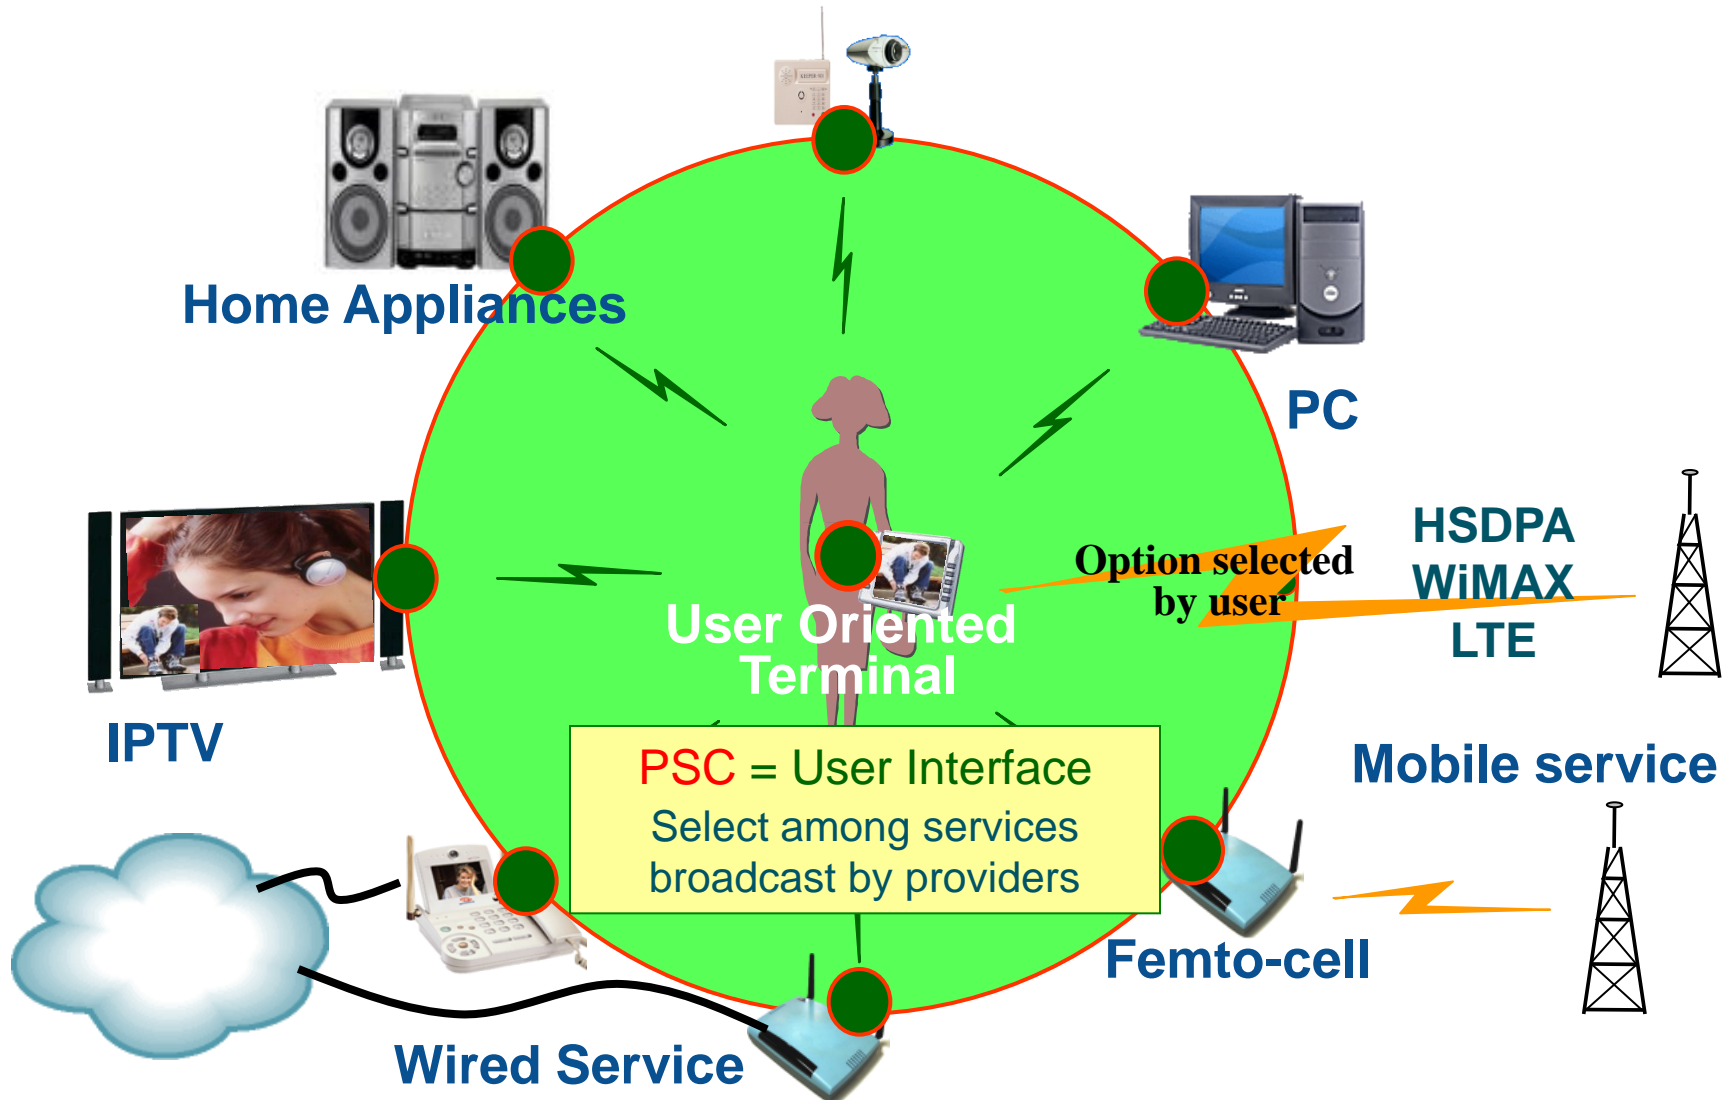 Home Appliances
PC
HSDPA
WiMAX
LTE
Option selected
by user
User Oriented
Terminal
IPTV
PSC = User Interface
Select among services
broadcast by providers
Mobile service
Femto-cell
Wired Service